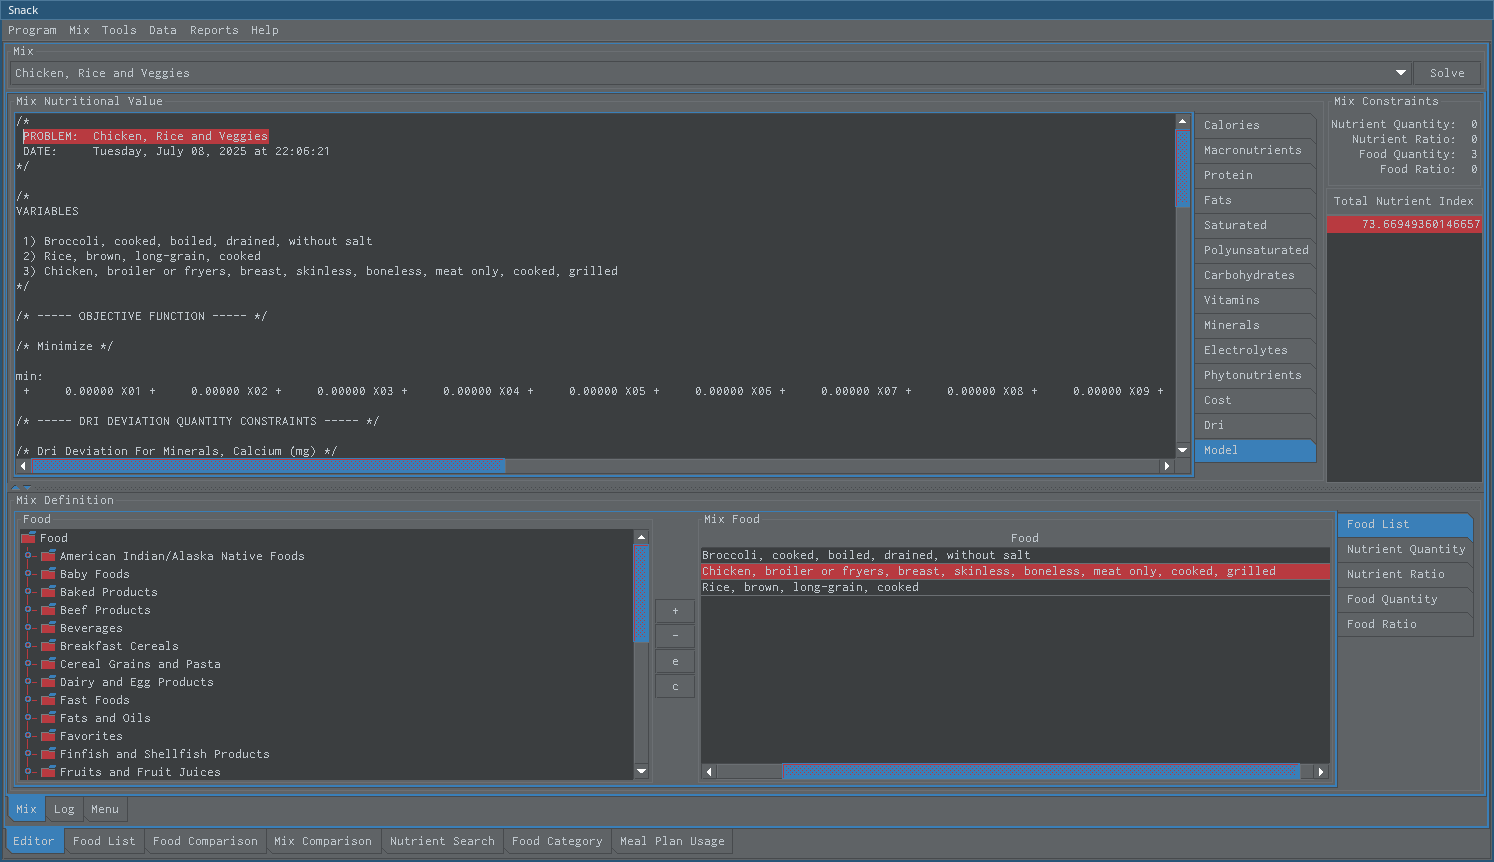 Snack
Program Mix Tools Data Reports Help
Mix
Chicken, Rice and Veggies
Solve
Mix Nutritional Value
/*
PROBLEM: Chicken, Rice and Veggies
DATE: Tuesday, July 08, 2025 at 22:06:21
*/
/*
VARIABLES
1) Broccoli, cooked, boiled, drained, without salt
2) Rice, brown, long-grain, cooked
3) Chicken, broiler or fryers, breast, skinless, boneless, meat only, cooked, grilled
*/
/* ----- OBJECTIVE FUNCTION ----- */
/* Minimize */
min:
+ 0.00000 X01 + 0.00000 X02 + 0.00000 X03 + 0.00000 X04 + 0.00000 X05 + 0.00000 X06 + 0.00000 X07 + 0.00000 X08 + 0.00000 X09 +
/* ----- DRI DEVIATION QUANTITY CONSTRAINTS ----- */
/* Dri Deviation For Minerals, Calcium (mg) */
Calories
Macronutrients
Protein
Fats
Saturated
Polyunsaturated
Carbohydrates
Vitamins
Minerals
Electrolytes
Phytonutrients
Cost
Dri
Model
Mix Constraints
Nutrient Quantity: 0
Nutrient Ratio: 0
Food Quantity: 3
Food Ratio: 0
Total Nutrient Index
73.66949360146657
Mix Definition
Food
Food
American Indian/Alaska Native Foods
Baby Foods
Baked Products
Beef Products
Beverages
Breakfast Cereals
Cereal Grains and Pasta
Dairy and Egg Products
Fast Foods
Fats and Oils
Favorites
Finfish and Shellfish Products
Fruits and Fruit Juices
+
-
e
c
Mix Food
Food
Broccoli, cooked, boiled, drained, without salt
Chicken, broiler or fryers, breast, skinless, boneless, meat only, cooked, grilled
Rice, brown, long-grain, cooked
Food List
Nutrient Quantity
Nutrient Ratio
Food Quantity
Food Ratio
Mix Log Menu
Editor Food List Food Comparison Mix Comparison Nutrient Search Food Category Meal Plan Usage